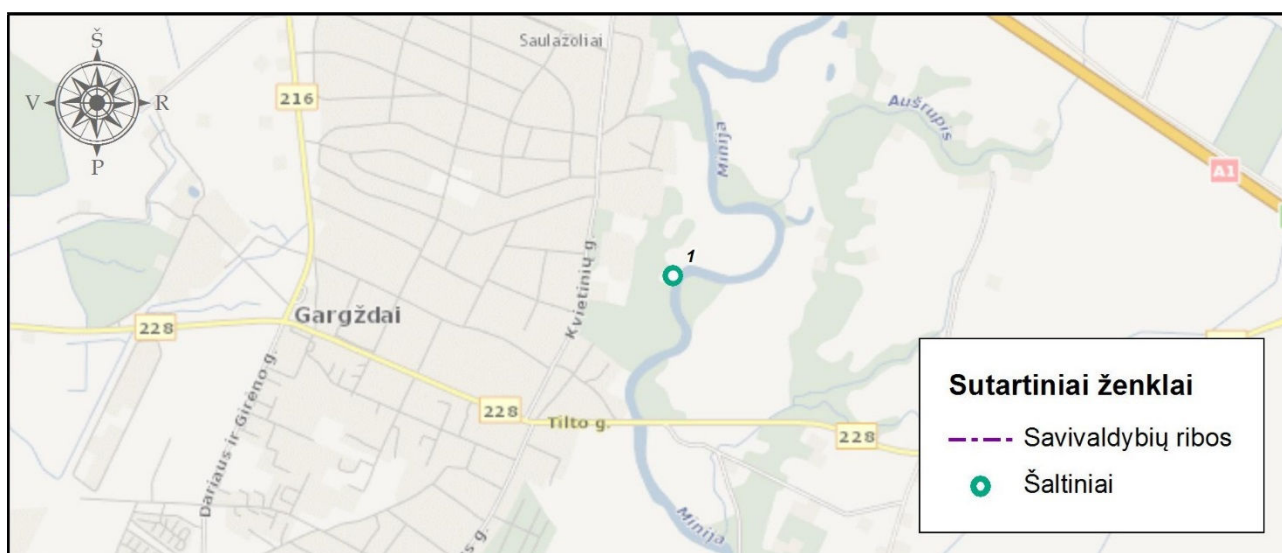 Š
V
R
P
216
Saulažoliai
Minija
Aušrupis
A1
1
Kvietinių g.
Gargždai
228
Dariaus ir Girėno g.
228
Tilto g.
228
Minija
Sutartiniai ženklai
Savivaldybių ribos
Šaltiniai